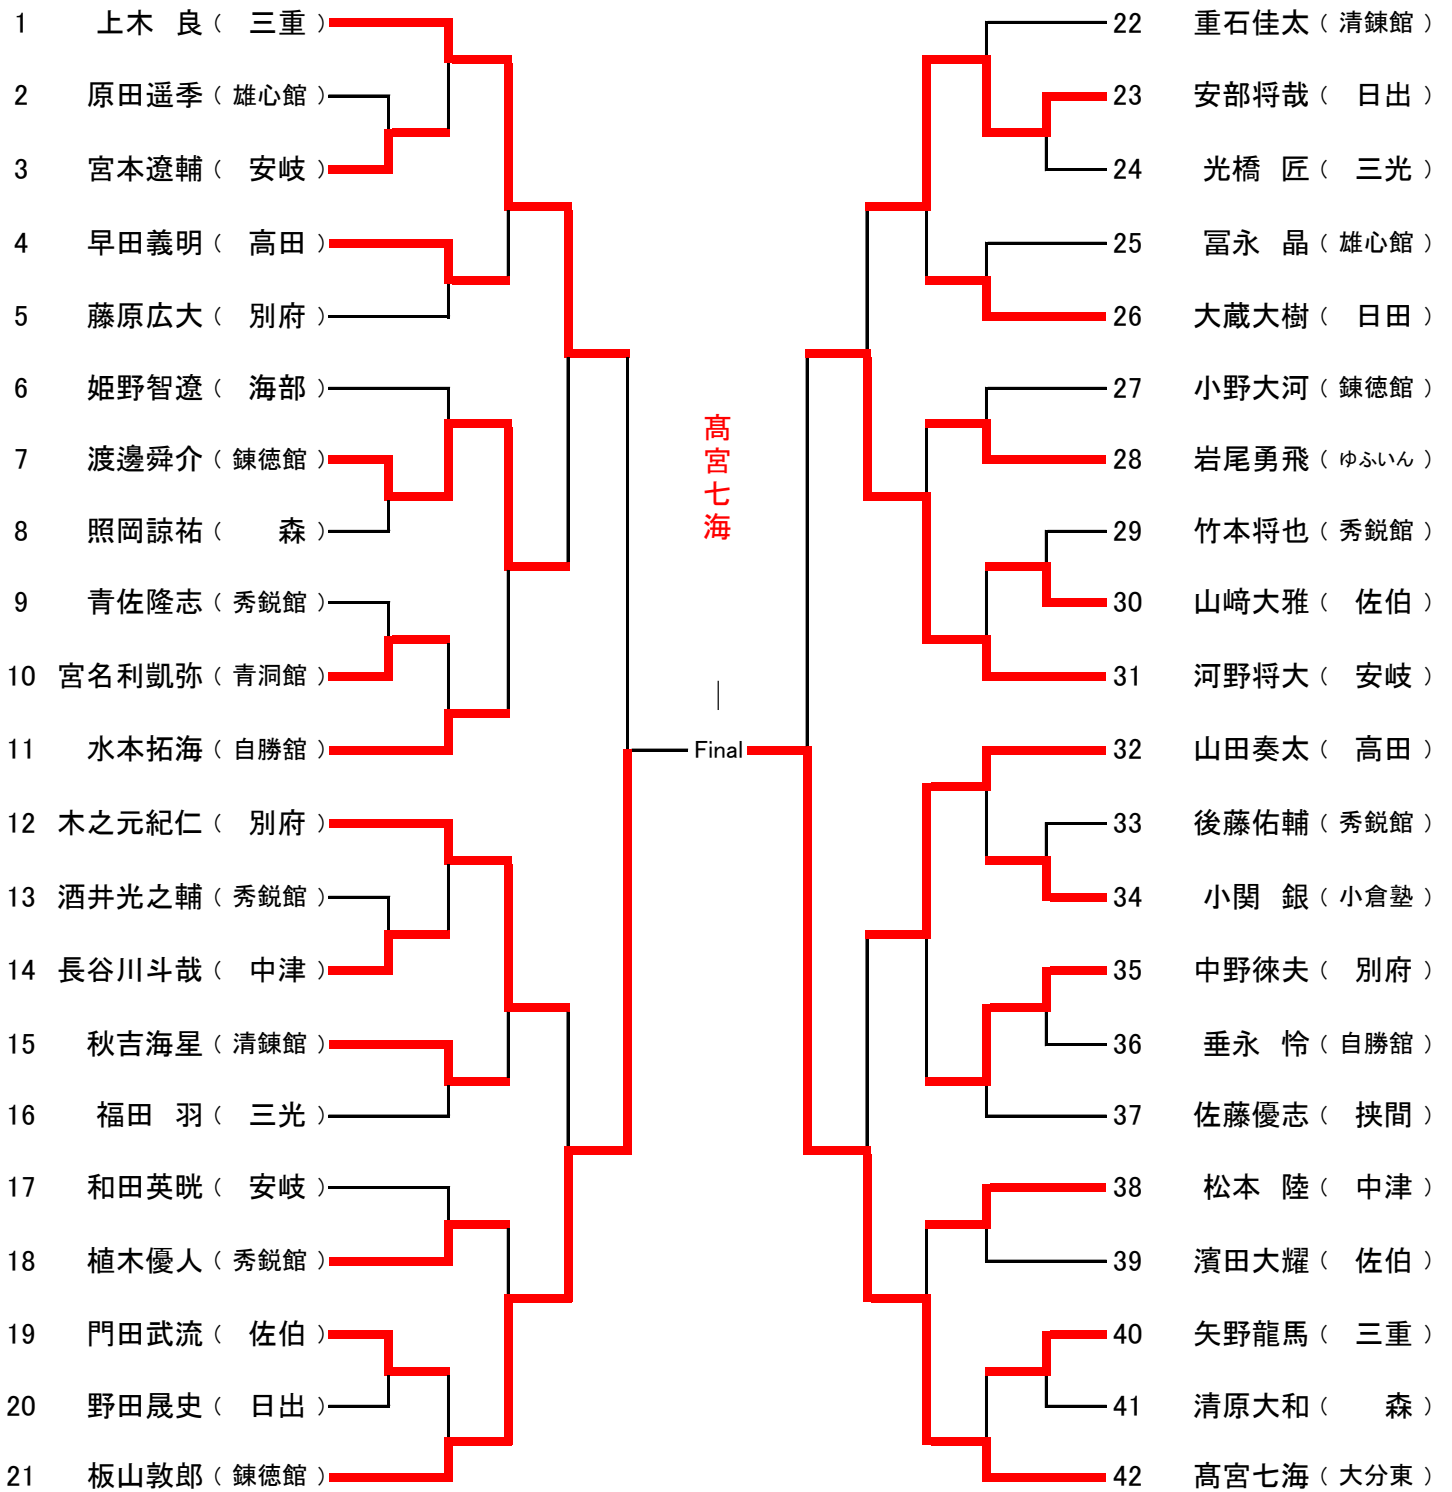 1 上木 良（ 三重 ）
2 原田遥季（ 雄心館 ）
3 宮本遼輔（ 安岐 ）
4 早田義明（ 高田 ）
5 藤原広大（ 別府 ）
6 姫野智遼（ 海部 ）
7 渡邊舜介（ 錬徳館 ）
8 照岡諒祐（ 森 ）
9 青佐隆志（ 秀鋭館 ）
10 宮名利凱弥（ 青洞館 ）
11 水本拓海（ 自勝舘 ）
12 木之元紀仁（ 別府 ）
13 酒井光之輔（ 秀鋭館 ）
14 長谷川斗哉（ 中津 ）
15 秋吉海星（ 清錬館 ）
16 福田 羽（ 三光 ）
17 和田英晄（ 安岐 ）
18 植木優人（ 秀鋭館 ）
19 門田武流（ 佐伯 ）
20 野田晟史（ 日出 ）
21 板山敦郎（ 錬徳館 ）
髙宮七海
Final
22 重石佳太（ 清錬館 ）
23 安部将哉（ 日出 ）
24 光橋 匠（ 三光 ）
25 冨永 晶（ 雄心館 ）
26 大蔵大樹（ 日田 ）
27 小野大河（ 錬徳館 ）
28 岩尾勇飛（ ゆふいん ）
29 竹本将也（ 秀鋭館 ）
30 山﨑大雅（ 佐伯 ）
31 河野将大（ 安岐 ）
32 山田奏太（ 高田 ）
33 後藤佑輔（ 秀鋭館 ）
34 小関 銀（ 小倉塾 ）
35 中野徠夫（ 別府 ）
36 垂永 怜（ 自勝舘 ）
37 佐藤優志（ 挾間 ）
38 松本 陸（ 中津 ）
39 濱田大耀（ 佐伯 ）
40 矢野龍馬（ 三重 ）
41 清原大和（ 森 ）
42 髙宮七海（ 大分東 ）